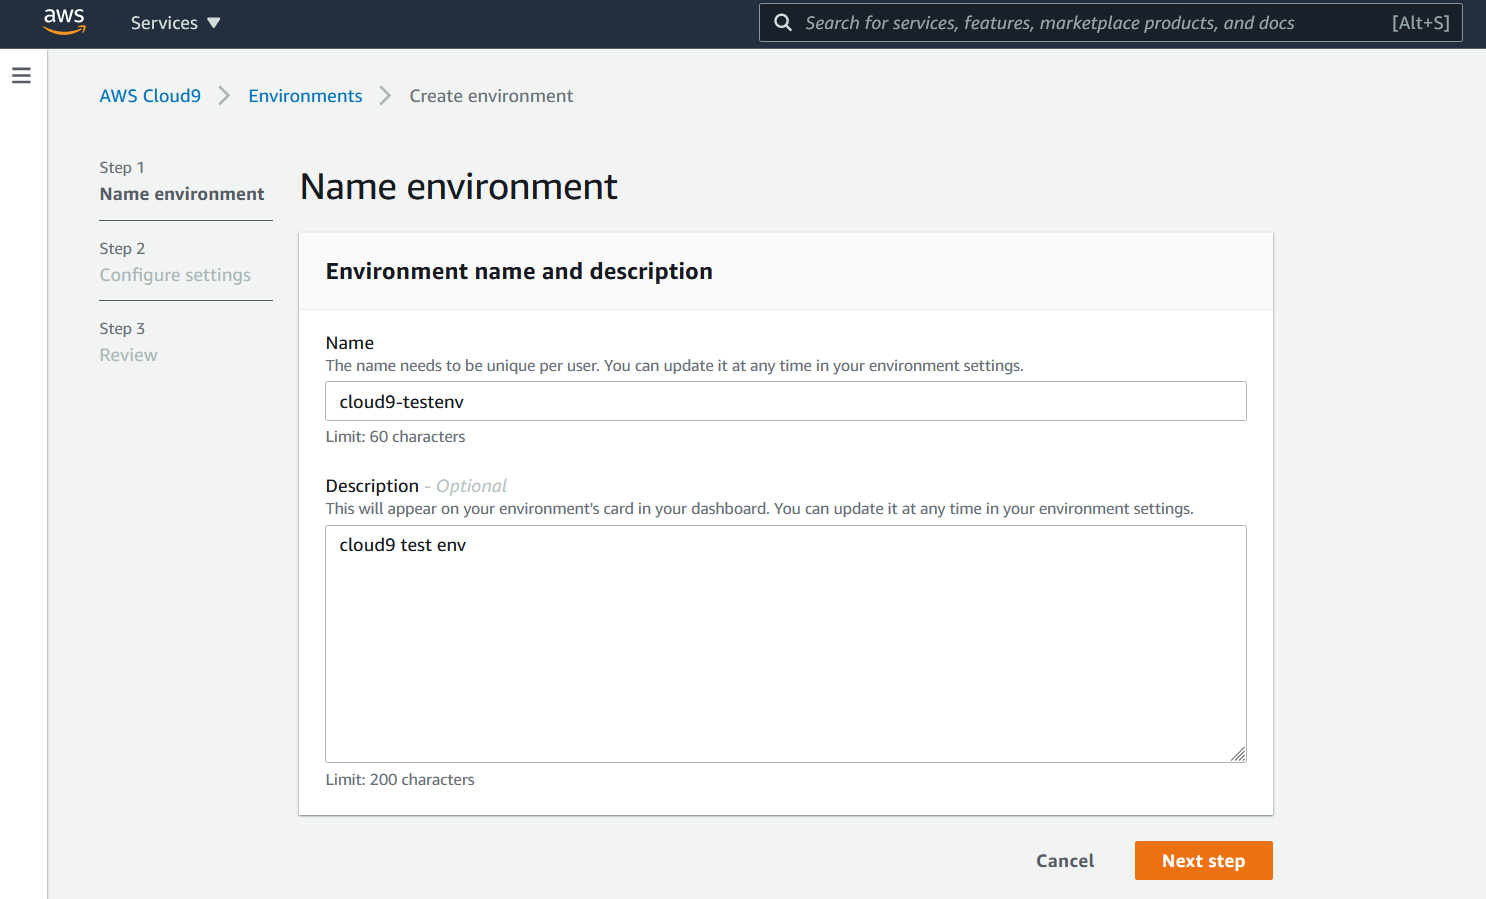 aws
Services
Search for services, features, marketplace products, and docs
[Alt+S]
AWS Cloud9
Environments
Create environment
Step 1
Name environment
Step 2
Configure settings
Step 3
Review
Name environment
Environment name and description
Name
The name needs to be unique per user. You can update it at any time in your environment settings.
cloud9-testenv
Limit: 60 characters
Description - Optional
This will appear on your environment's card in your dashboard. You can update it at any time in your environment settings.
cloud9 test env
Limit: 200 characters
Cancel
Next step